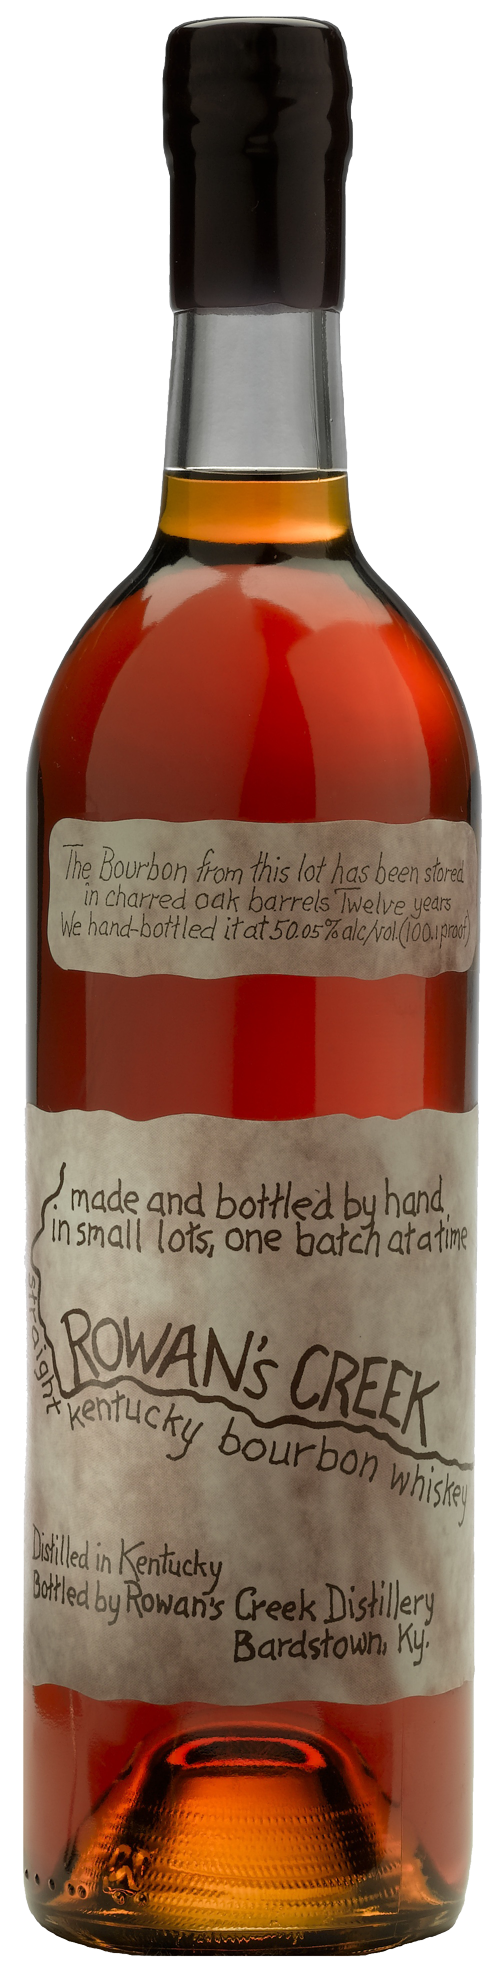 The Bourbon from this lot has been stored
in charred oak barrels Twelve years
We hand-bottled it at 50.05% alc/vol.(100.1 proof)
made and bottled by hand
in small lots, one batch at a time
ROWAN's CREEK
straight kentucky bourbon whiskey
Distilled in Kentucky
Bottled by Rowan's Creek Distillery
Bardstown, Ky.